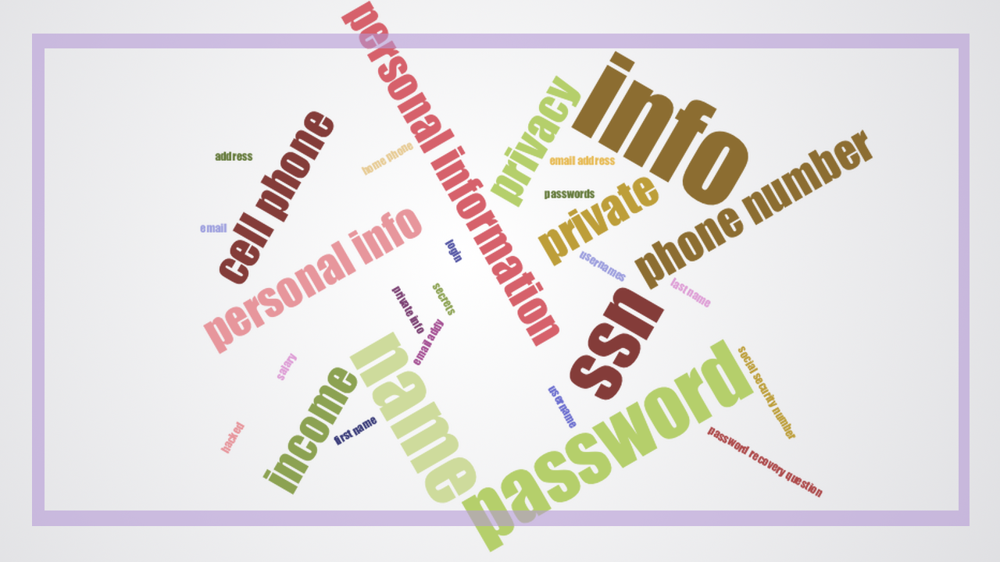 personal information
info
privacy
cell phone
address
home phone
email address
phone number
passwords
private
email
personal info
login
usernames
last name
secrets
private info
ssn
email addy
name
salary
income
password
social security number
username
first name
hacked
password recovery question